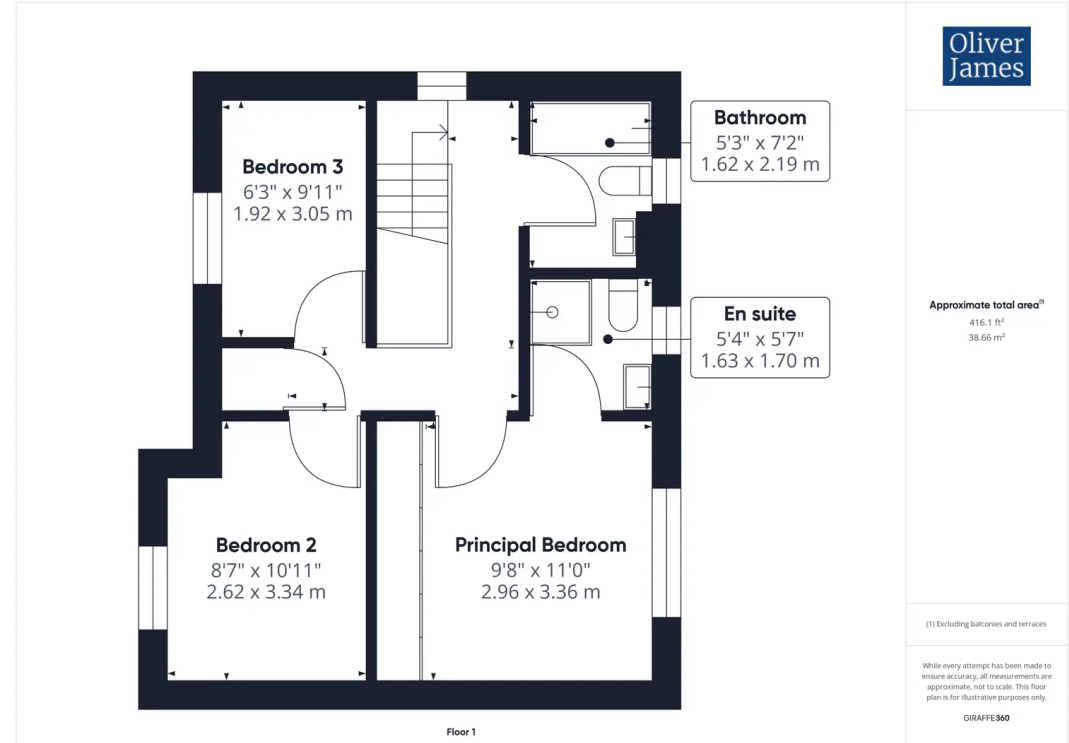 Oliver
James
Bedroom 3
6'3" x 9'11"
1.92 x 3.05 m
Bathroom
5'3" x 7'2"
1.62 x 2.19 m
En suite
5'4" x 5'7"
1.63 x 1.70 m
Bedroom 2
8'7" x 10'11"
2.62 x 3.34 m
Principal Bedroom
9'8" x 11'0"
2.96 x 3.36 m
Floor 1
Approximate total area(1)
416.1 ft²
38.66 m²
(1) Excluding balconies and terraces
While every attempt has been made to
ensure accuracy, all measurements are
approximate, not to scale. This floor
plan is for illustrative purposes only.
GIRAFFE360